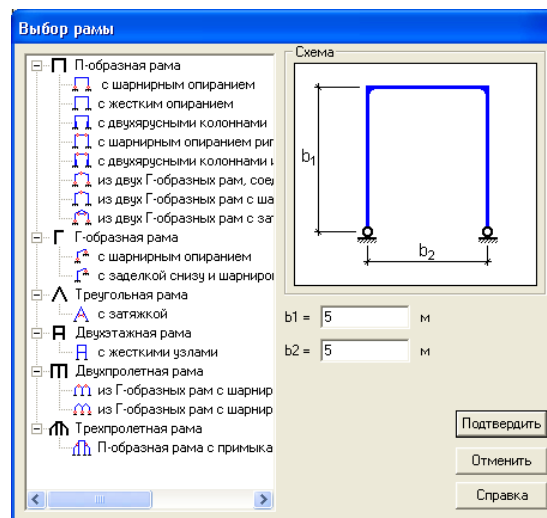 Выбор рамы
П-образная рама
с шарнирным опиранием
с жестким опиранием
с двухярусными колоннами
с шарнирным опиранием риг
с двухярусными колоннами и
из двух Г-образных рам, соед
из двух Г-образных рам с ша
из двух Г-образных рам с зат
Г-образная рама
с шарнирным опиранием
с заделкой снизу и шарниро
Треугольная рама
с затяжкой
Двухэтажная рама
с жесткими узлами
Двухпролетная рама
из Г-образных рам с шарнир
из Г-образных рам с шарнир
Трехпролетная рама
П-образная рама с примыка
Схема
b1
b2
b1 = 5 м
b2 = 5 м
Подтвердить
Отменить
Справка